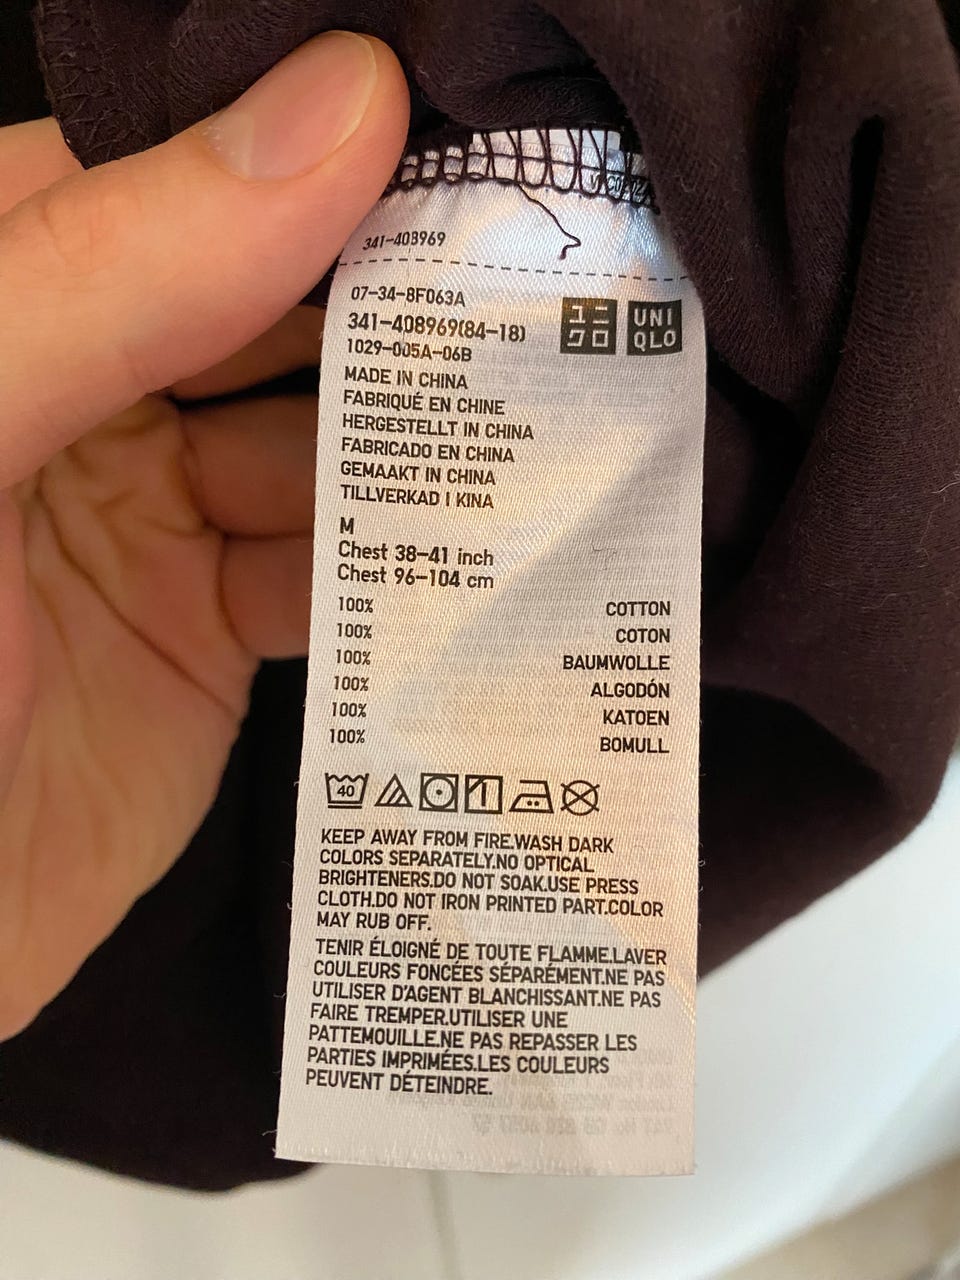 341-408969
07-34-8F063A
341-408969(84-18)
1029-005A-06B
ユニ
クロ
UNI
QLO
MADE IN CHINA
FABRIQUÉ EN CHINE
HERGESTELLT IN CHINA
FABRICADO EN CHINA
GEMAAKT IN CHINA
TILLVERKAD I KINA
M
Chest 38-41 inch
Chest 96-104 cm
100% COTTON
100% COTON
100% BAUMWOLLE
100% ALGODÓN
100% KATOEN
100% BOMULL
40
KEEP AWAY FROM FIRE.WASH DARK
COLORS SEPARATELY.NO OPTICAL
BRIGHTENERS.DO NOT SOAK.USE PRESS
CLOTH.DO NOT IRON PRINTED PART.COLOR
MAY RUB OFF.
TENIR ÉLOIGNÉ DE TOUTE FLAMME.LAVER
COULEURS FONCÉES SÉPARÉMENT.NE PAS
UTILISER D'AGENT BLANCHISSANT.NE PAS
FAIRE TREMPER.UTILISER UNE
PATTEMOUILLE.NE PAS REPASSER LES
PARTIES IMPRIMÉES.LES COULEURS
PEUVENT DÉTEINDRE.